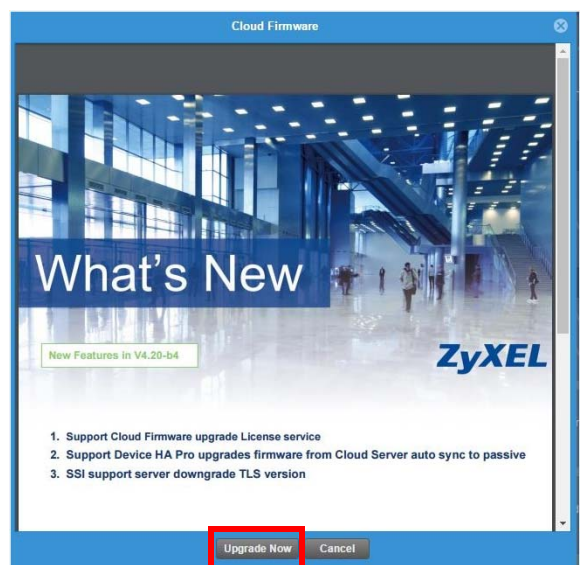 Cloud Firmware
What's New
New Features in V4.20-b4
ZyXEL
1. Support Cloud Firmware upgrade License service
2. Support Device HA Pro upgrades firmware from Cloud Server auto sync to passive
3. SSI support server downgrade TLS version
Upgrade Now Cancel